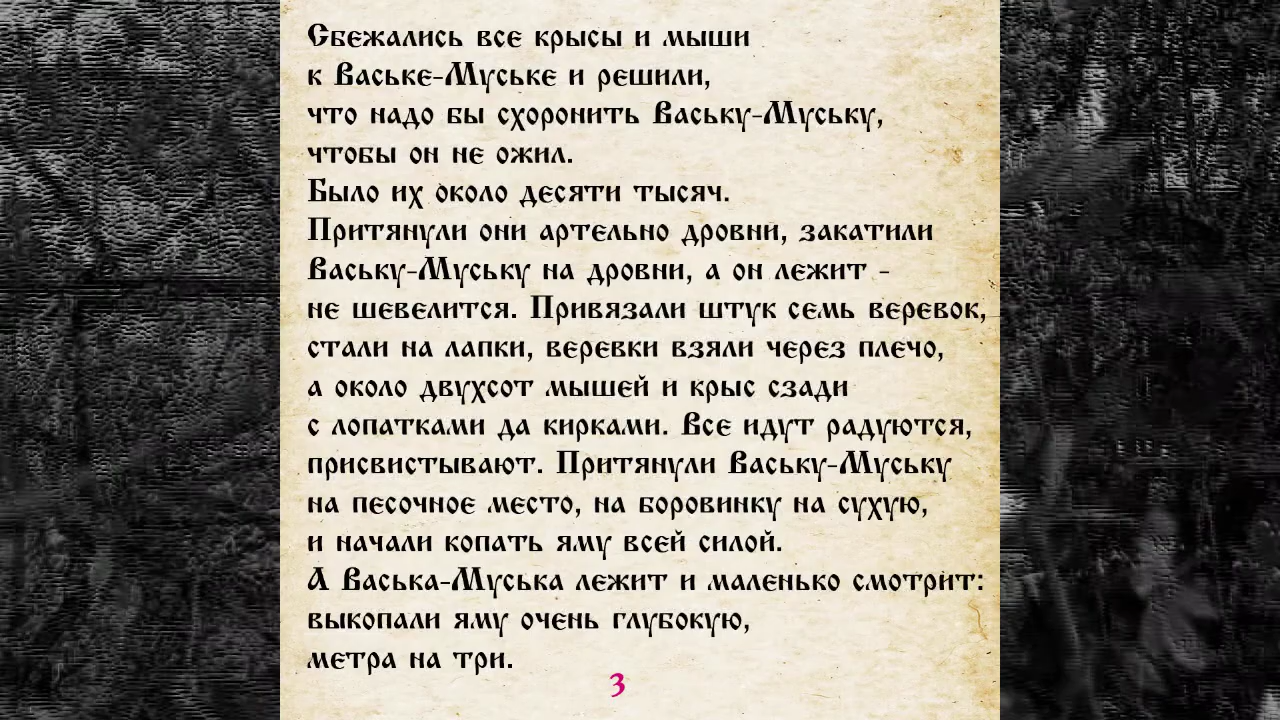 Сбежались все крысы и мыши
к Ваське-Муське и решили,
что надо бы схоронить Ваську-Муську,
чтобы он не ожил.
Было их около десяти тысяч.
Притянули они артельно дровни, закатили
Ваську-Муську на дровни, а он лежит -
не шевелится. Привязали штук семь веревок,
стали на лапки, веревки взяли через плечо,
а около двухсот мышей и крыс сзади
с лопатками да кирками. Все идут радуются,
присвистывают. Притянули Ваську-Муську
на песочное место, на боровинку на сухую,
и начали копать яму всей силой.
А Васька-Муська лежит и маленько смотрит:
выкопали яму очень глубокую,
метра на три.
3